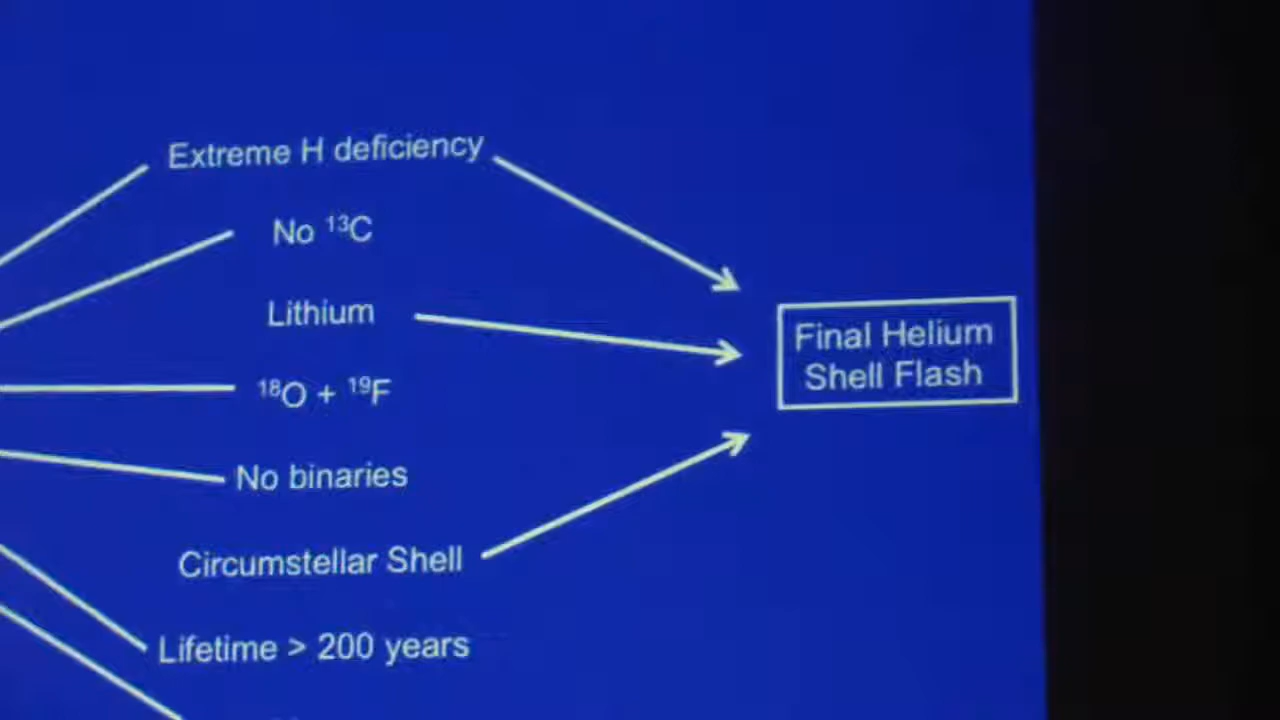 Extreme H deficiency
No ¹³C
Lithium
¹⁸O + ¹⁹F
No binaries
Circumstellar Shell
Lifetime > 200 years
Final Helium
Shell Flash